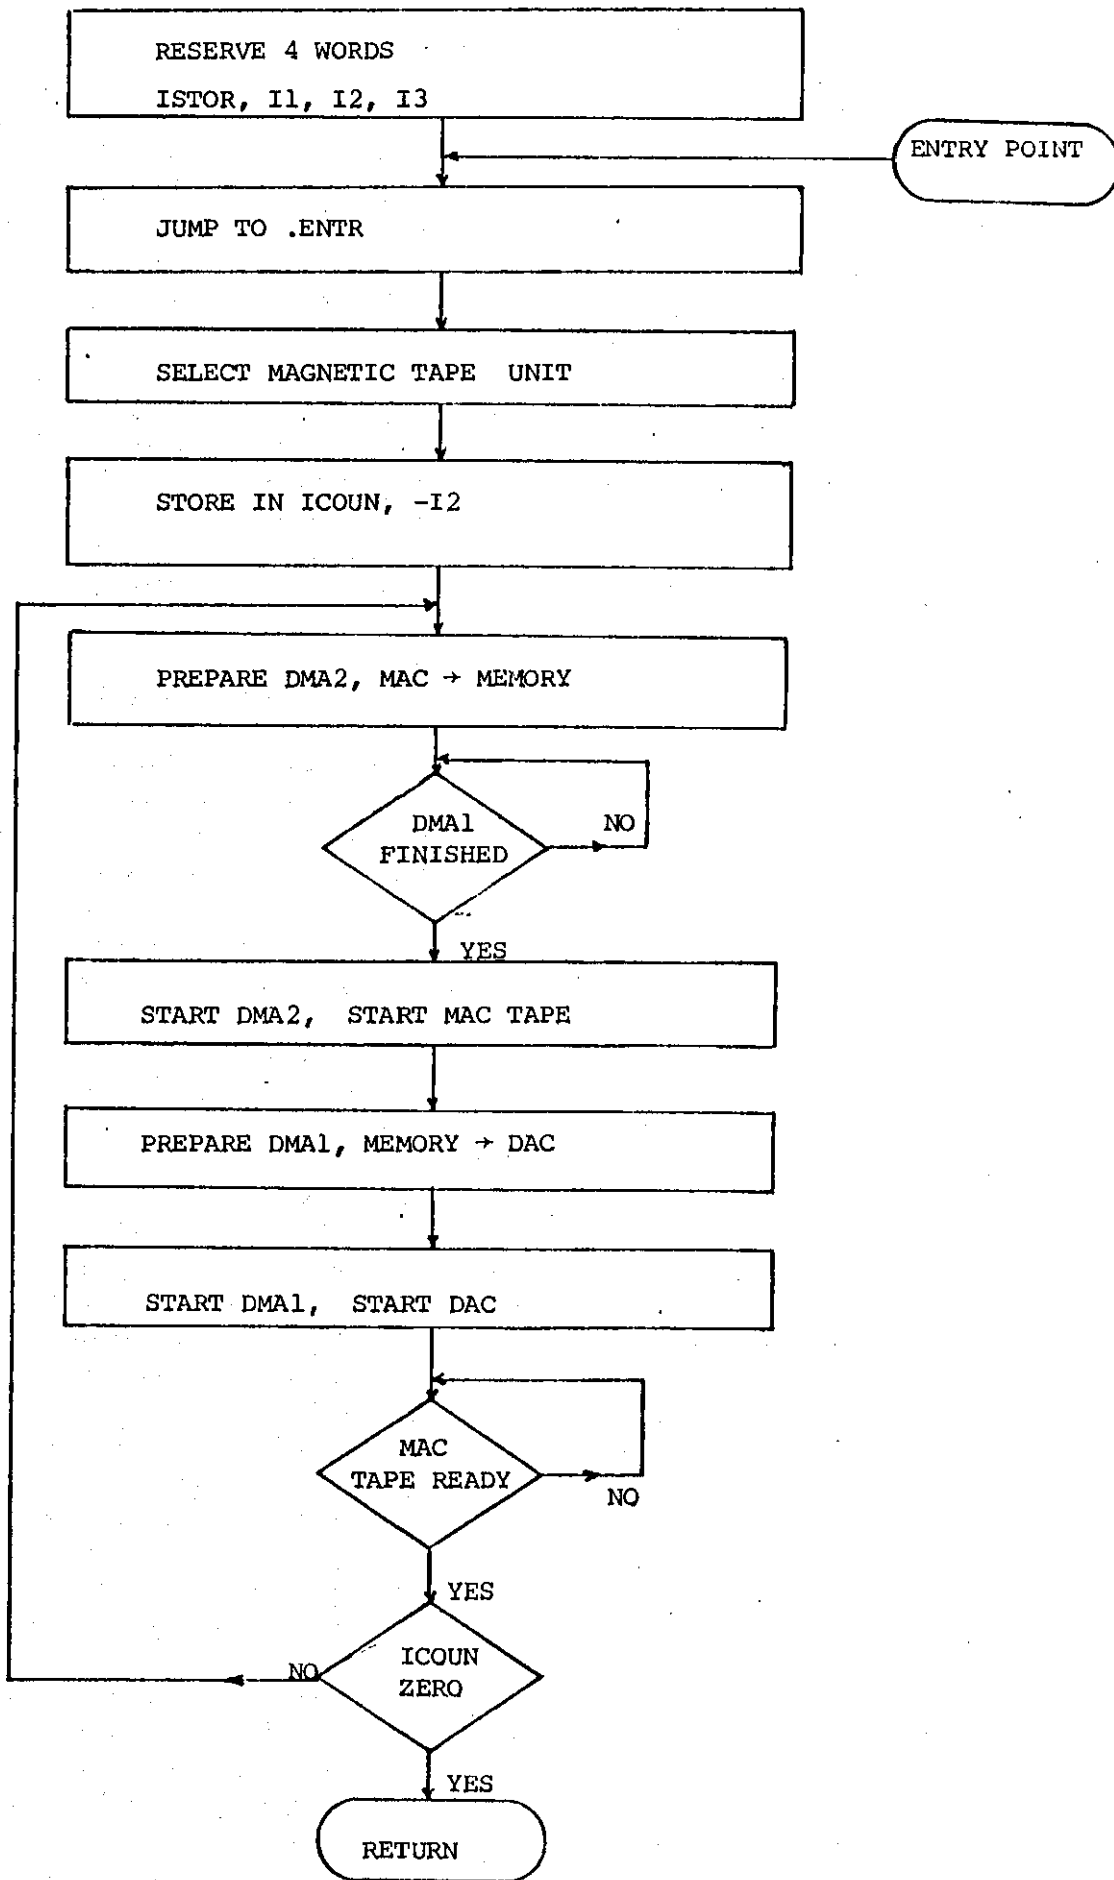 RESERVE 4 WORDS
ISTOR, I1, I2, I3
ENTRY POINT
JUMP TO .ENTR
SELECT MAGNETIC TAPE UNIT
STORE IN ICOUN, -I2
PREPARE DMA2, MAC → MEMORY
DMA1
FINISHED
NO
YES
START DMA2, START MAC TAPE
PREPARE DMA1, MEMORY → DAC
START DMA1, START DAC
MAC
TAPE READY
NO
YES
ICOUN
ZERO
NO
YES
RETURN